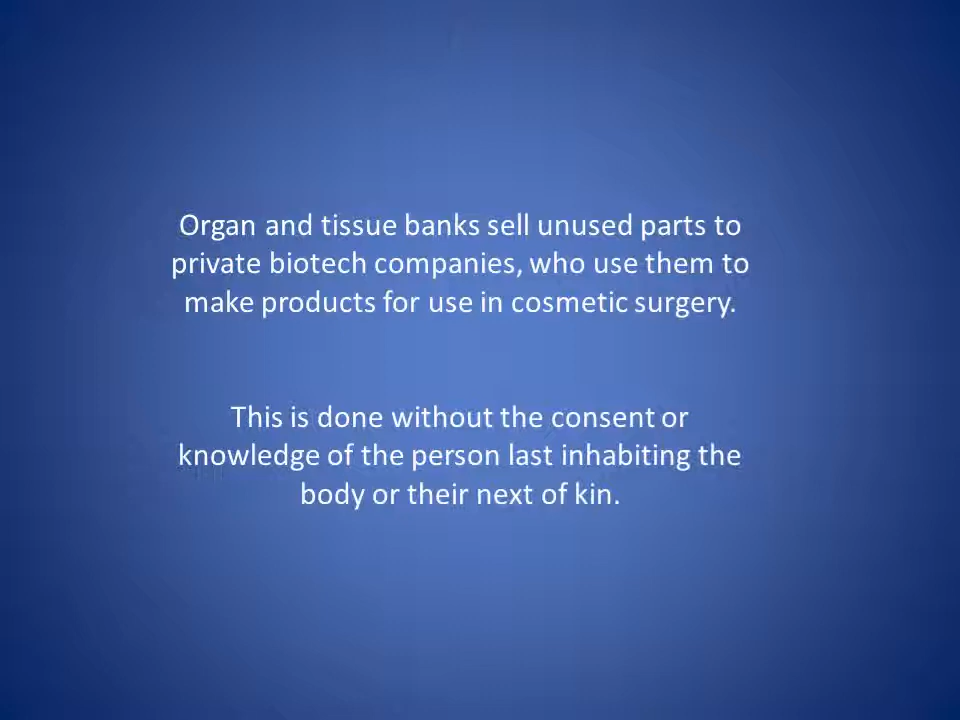 Organ and tissue banks sell unused parts to
private biotech companies, who use them to
make products for use in cosmetic surgery.
This is done without the consent or
knowledge of the person last inhabiting the
body or their next of kin.